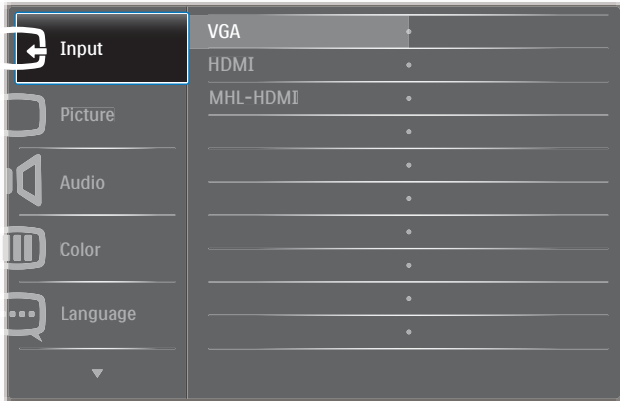 Input
Picture
Audio
Color
Language
VGA
HDMI
MHL-HDMI